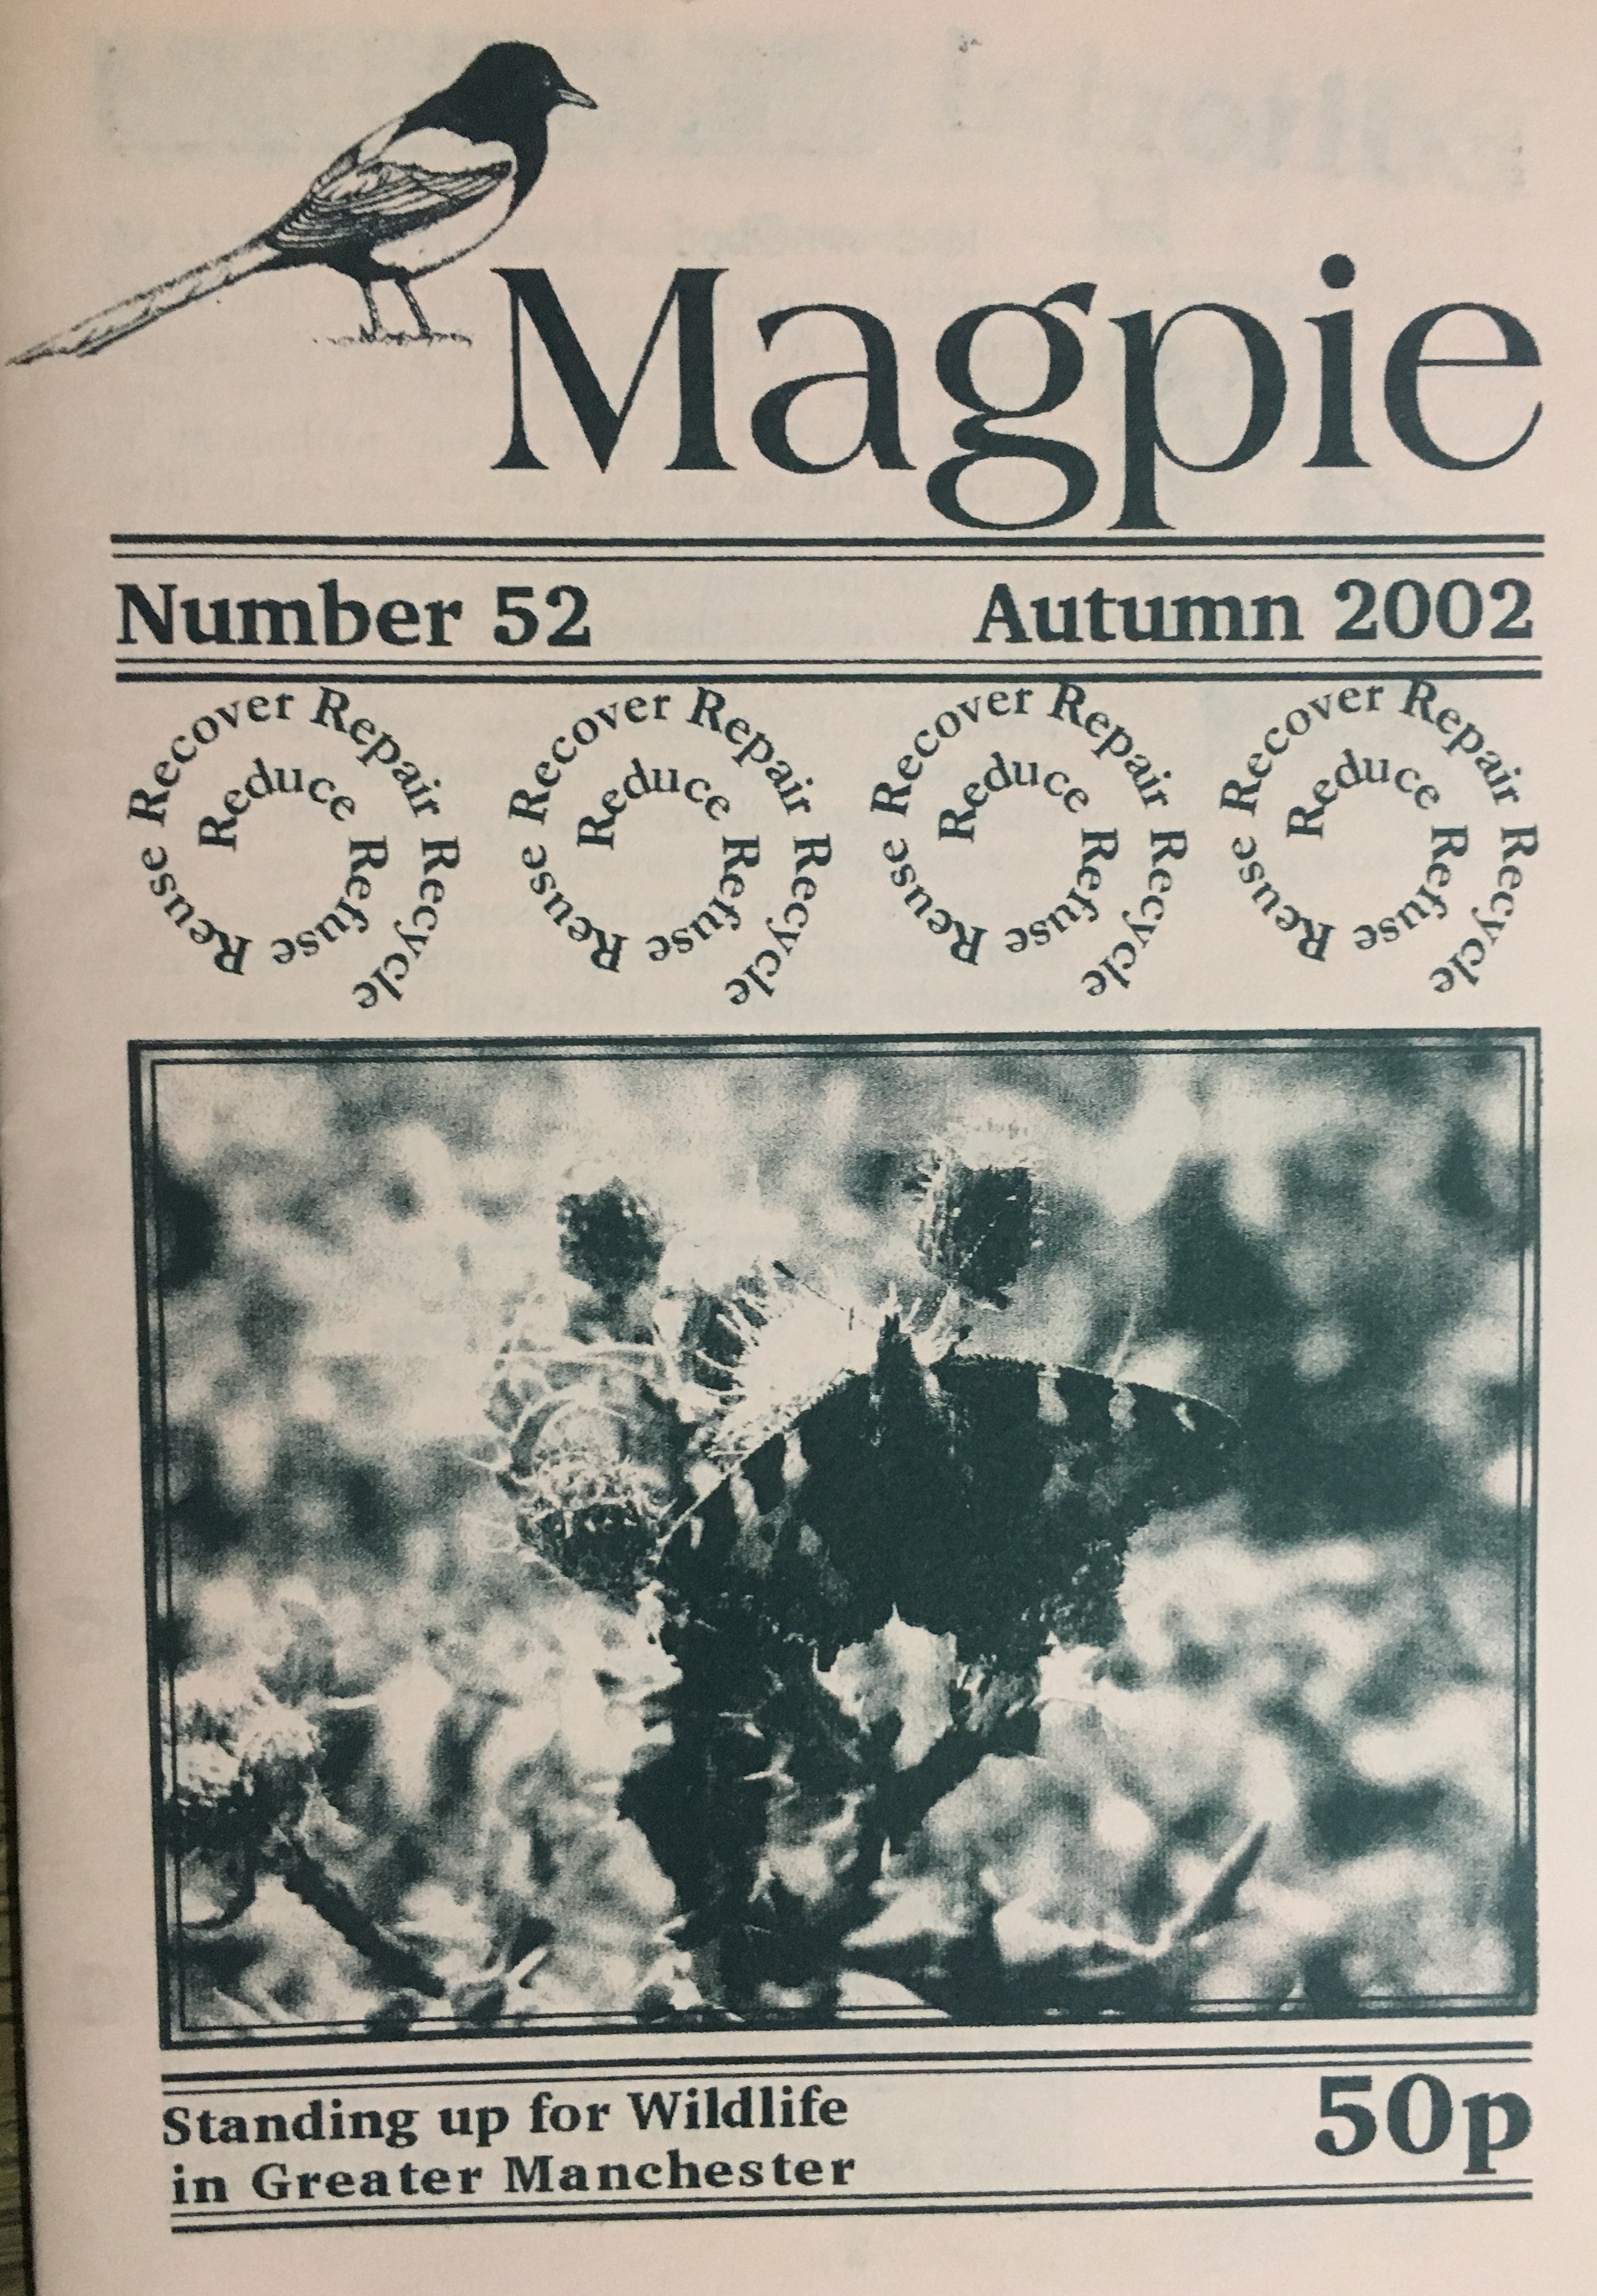 Magpie
Number 52 Autumn 2002
Reduce Refuse Reuse Recover Repair Recycle
Reduce Refuse Reuse Recover Repair Recycle
Reduce Refuse Reuse Recover Repair Recycle
Reduce Refuse Reuse Recover Repair Recycle
Standing up for Wildlife
in Greater Manchester
50p